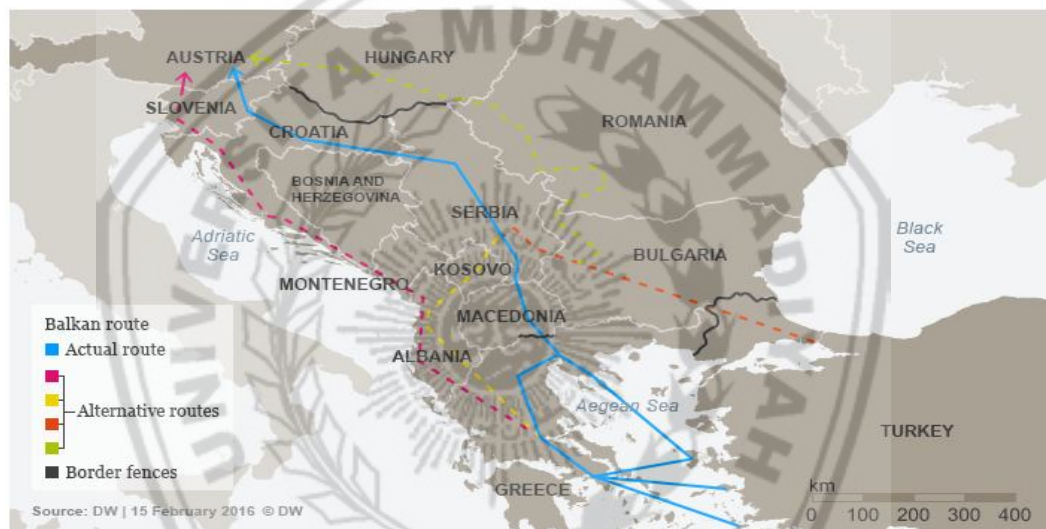 UNIVERSITAS MUHAMMADIYAH
AUSTRIA
HUNGARY
SLOVENIA
CROATIA
ROMANIA
BOSNIA AND
HERZEGOVINA
SERBIA
Adriatic
Sea
Black
Sea
BULGARIA
KOSOVO
MONTENEGRO
MACEDONIA
ALBANIA
Aegean Sea
TURKEY
GREECE
Balkan route
Actual route
Alternative routes
Border fences
km
0 100 200 300 400
Source: DW | 15 February 2016 © DW